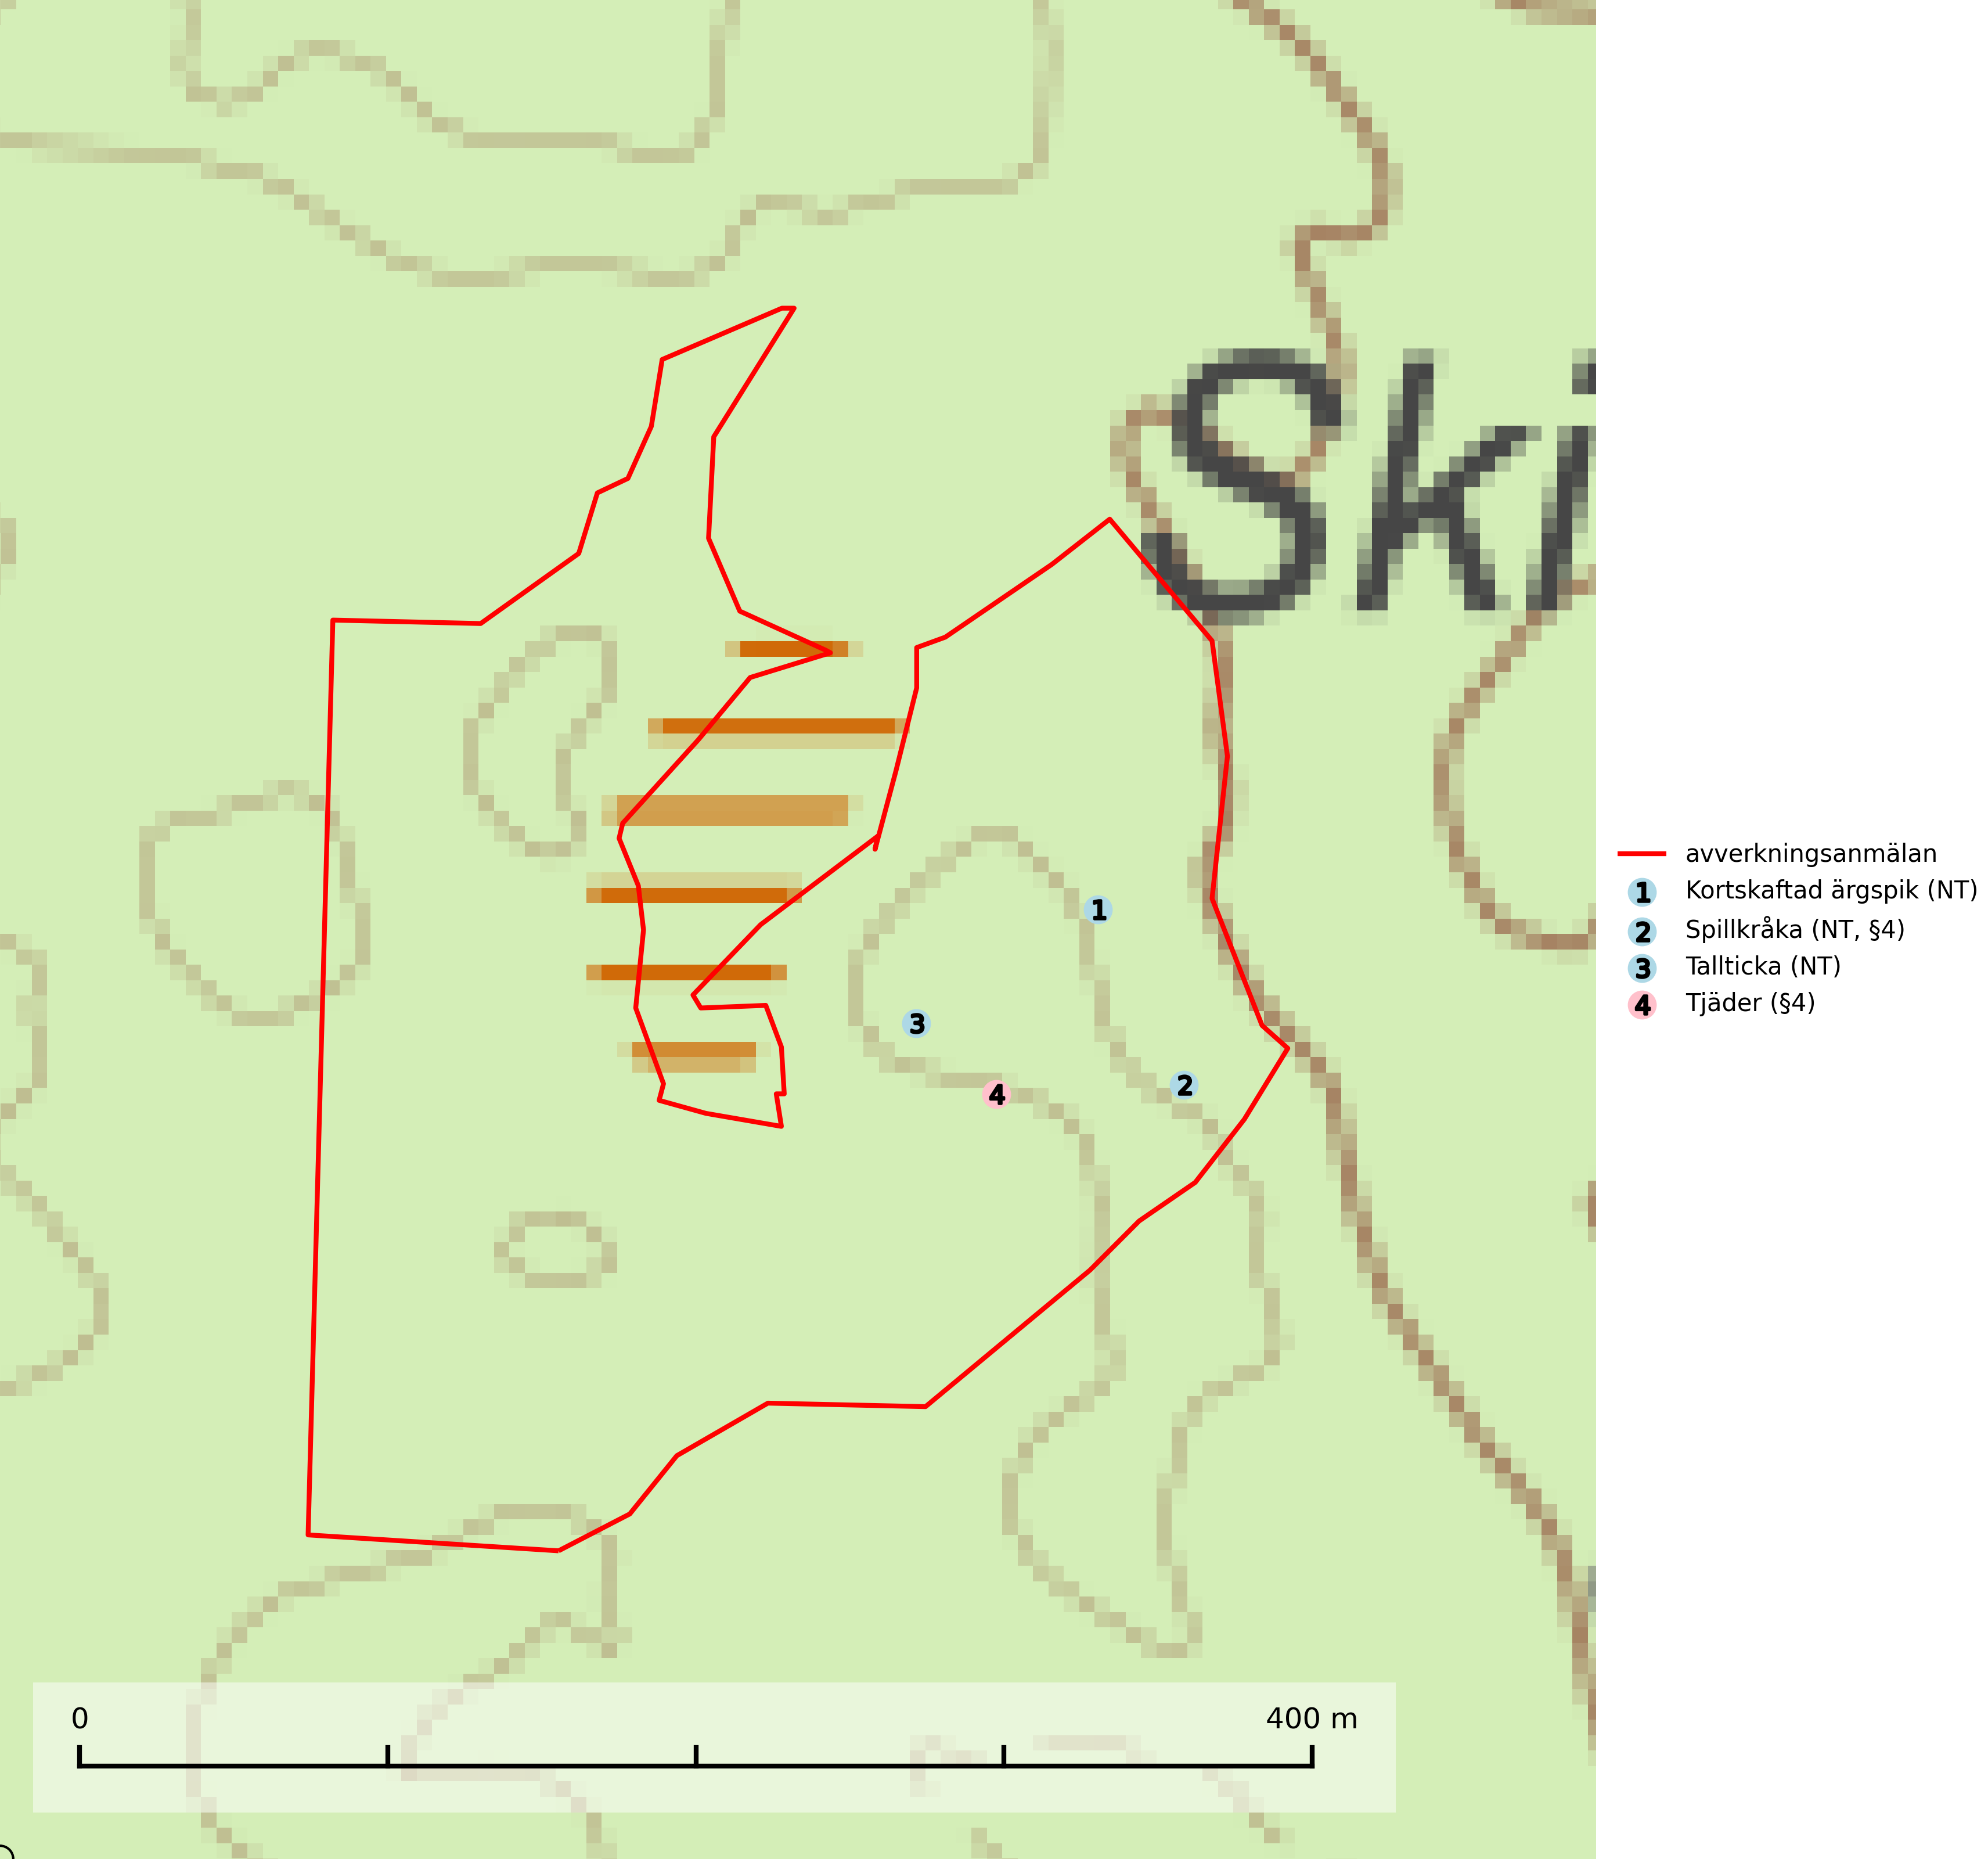 Ski
avverkningsanmälan
1 Kortskaftad ärgspik (NT)
2 Spillkråka (NT, §4)
3 Tallticka (NT)
4 Tjäder (§4)
1
3
2
4
0 400 m